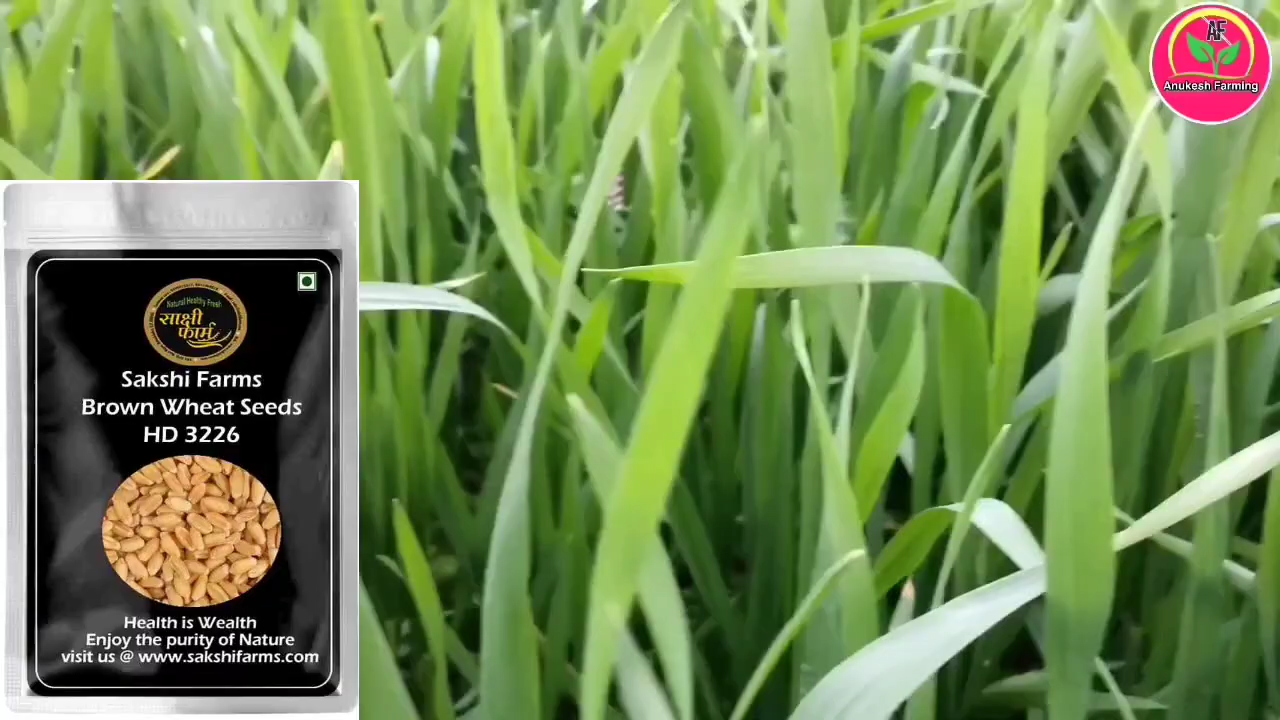 AF
Anukesh Farming
Natural Healthy Fresh
साक्षी
फार्म
Sakshi Farms
Brown Wheat Seeds
HD 3226
Health is Wealth
Enjoy the purity of Nature
visit us @ www.sakshifarms.com